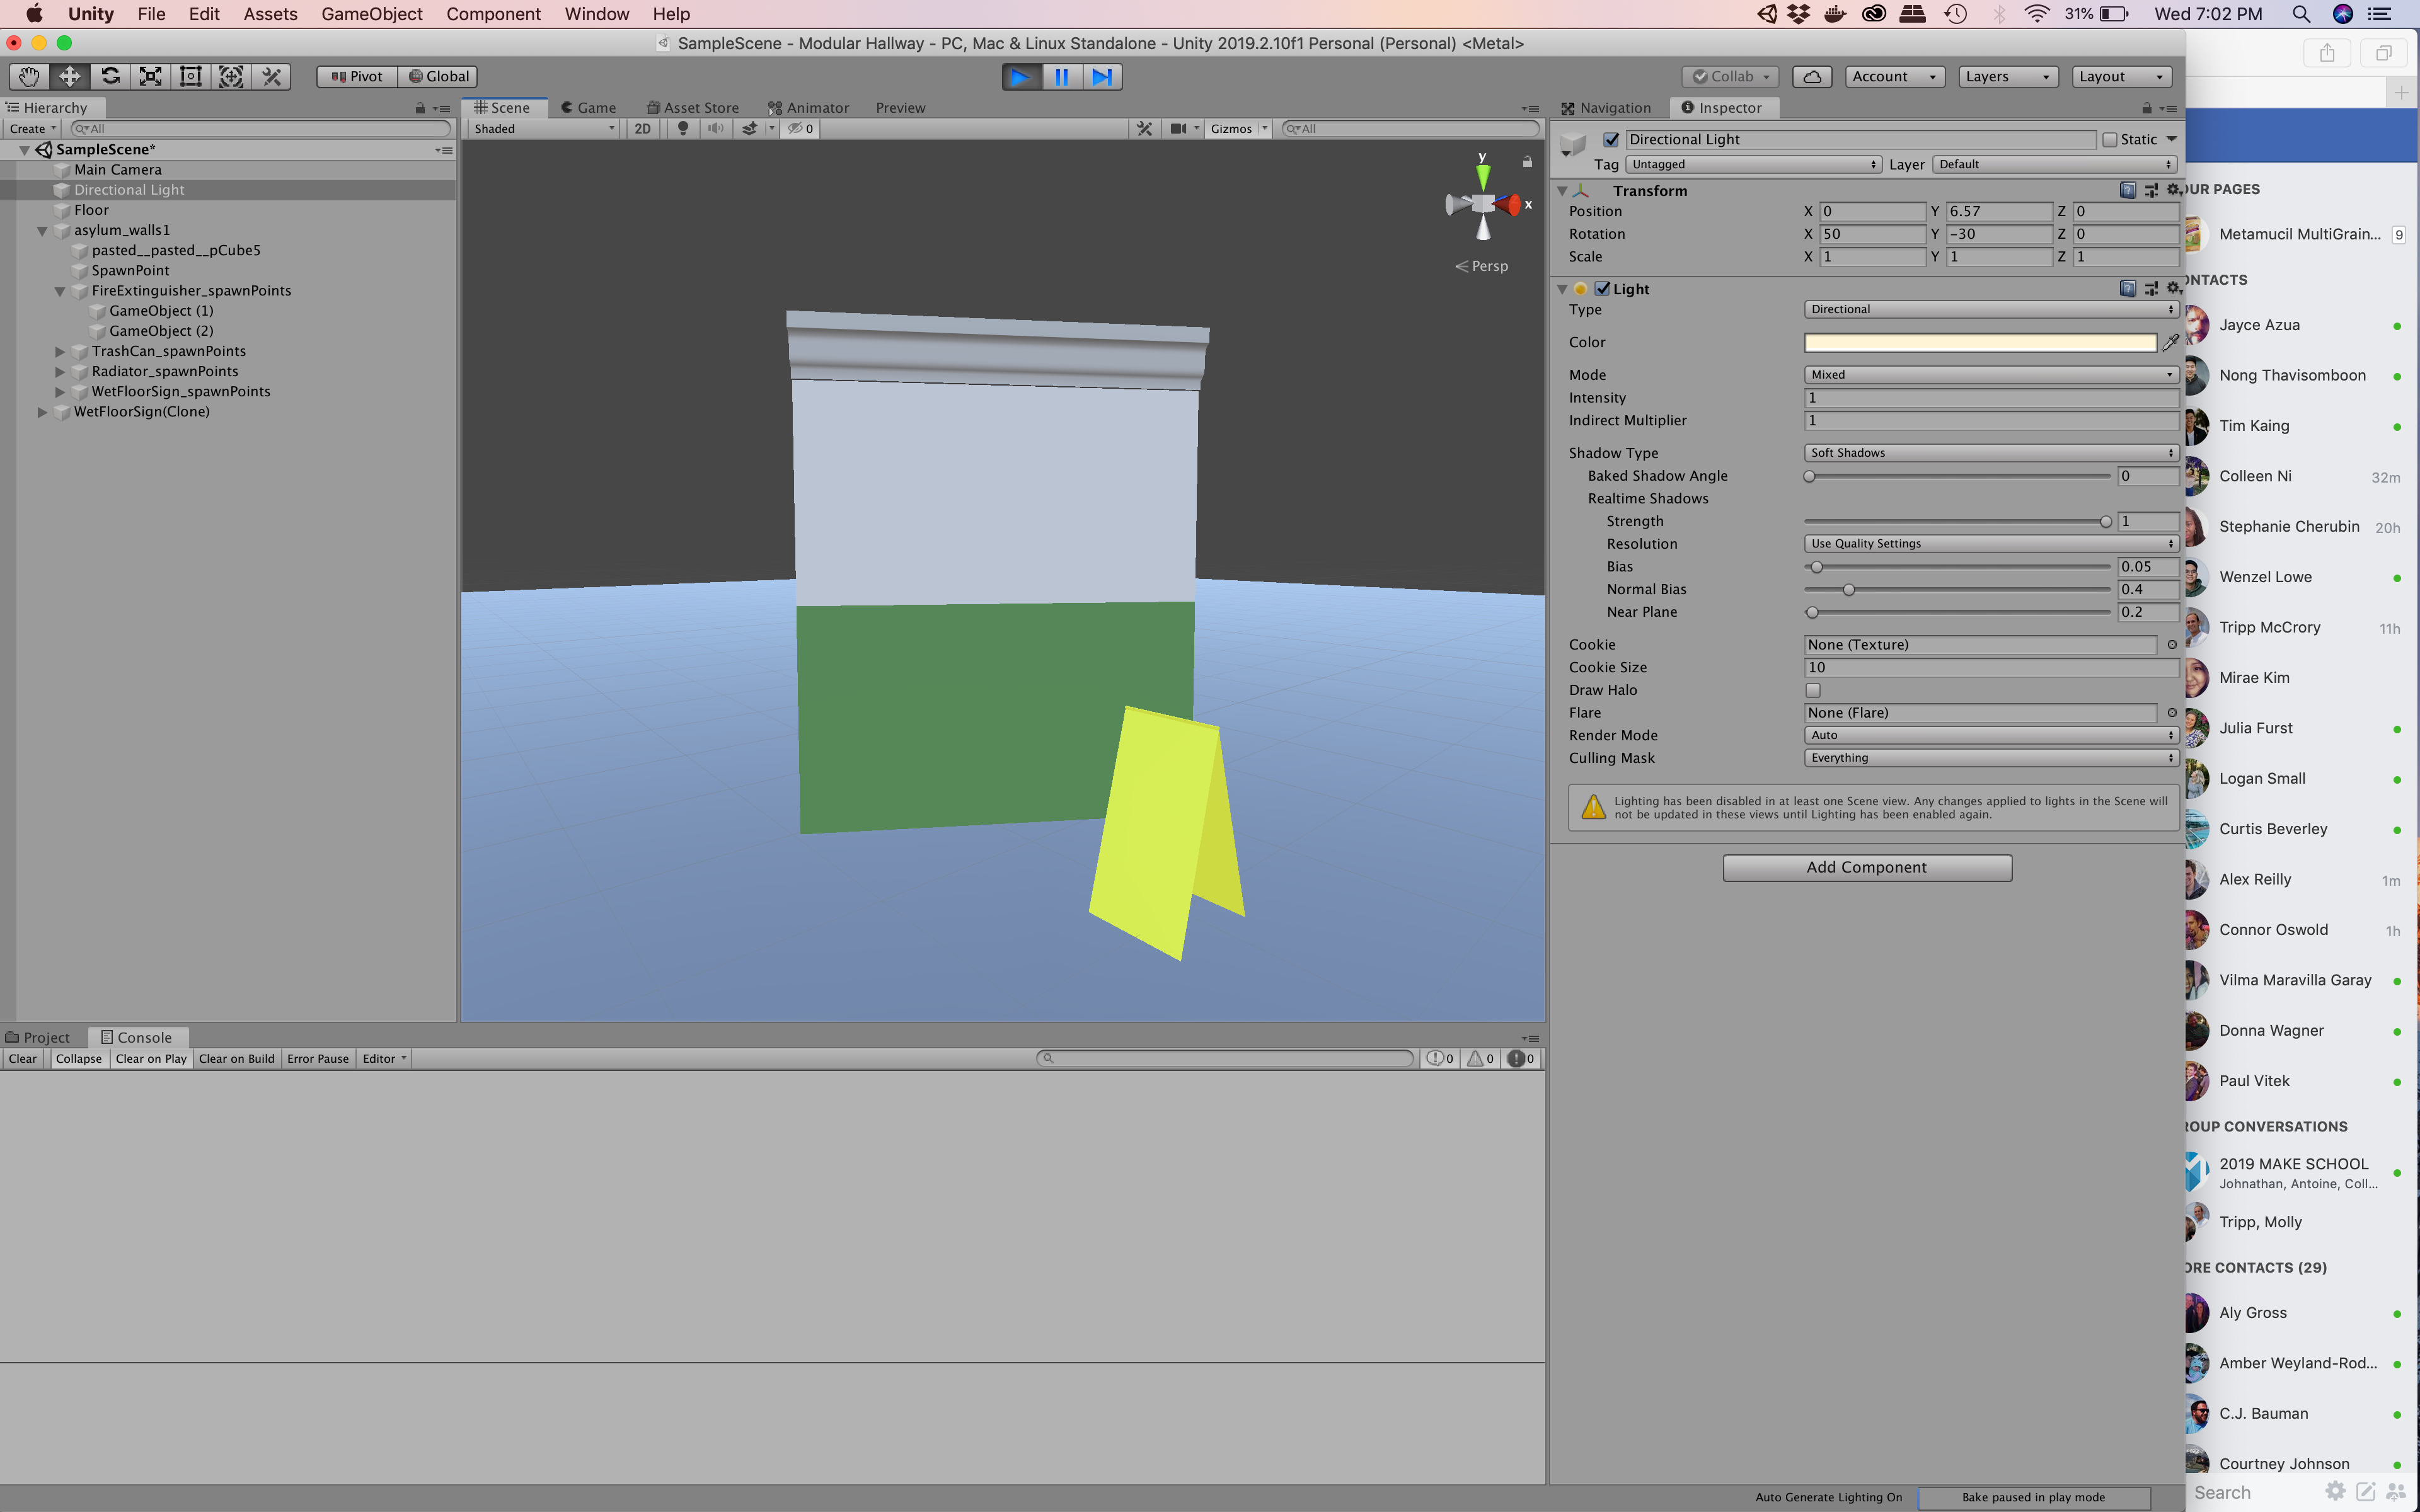 Unity File Edit Assets GameObject Component Window Help 31% Wed 7:02 PM
SampleScene - Modular Hallway - PC, Mac & Linux Standalone - Unity 2019.2.10f1 Personal (Personal) <Metal>
Pivot Global Collab Account Layers Layout
Hierarchy
Create All
SampleScene*
Main Camera
Directional Light
Floor
asylum_walls1
pasted__pasted__pCube5
SpawnPoint
FireExtinguisher_spawnPoints
GameObject (1)
GameObject (2)
TrashCan_spawnPoints
Radiator_spawnPoints
WetFloorSign_spawnPoints
WetFloorSign(Clone)
Scene Game Asset Store Animator Preview
Shaded 2D 0 Gizmos All
y
x
Persp
Navigation Inspector
Directional Light Static
Tag Untagged Layer Default
Transform
Position X 0 Y 6.57 Z 0
Rotation X 50 Y -30 Z 0
Scale X 1 Y 1 Z 1
Light
Type Directional
Color
Mode Mixed
Intensity 1
Indirect Multiplier 1
Shadow Type Soft Shadows
Baked Shadow Angle 0
Realtime Shadows
Strength 1
Resolution Use Quality Settings
Bias 0.05
Normal Bias 0.4
Near Plane 0.2
Cookie None (Texture)
Cookie Size 10
Draw Halo
Flare None (Flare)
Render Mode Auto
Culling Mask Everything
Lighting has been disabled in at least one Scene view. Any changes applied to lights in the Scene will
not be updated in these views until Lighting has been enabled again.
Add Component
Project Console
Clear Collapse Clear on Play Clear on Build Error Pause Editor 0 0 0
Auto Generate Lighting On Bake paused in play mode
OUR PAGES
Metamucil MultiGrain... 9
ONTACTS
Jayce Azua
Nong Thavisomboon
Tim Kaing
Colleen Ni 32m
Stephanie Cherubin 20h
Wenzel Lowe
Tripp McCrory 11h
Mirae Kim
Julia Furst
Logan Small
Curtis Beverley
Alex Reilly 1m
Connor Oswold 1h
Vilma Maravilla Garay
Donna Wagner
Paul Vitek
ROUP CONVERSATIONS
2019 MAKE SCHOOL
Johnathan, Antoine, Coll...
Tripp, Molly
ORE CONTACTS (29)
Aly Gross
Amber Weyland-Rod...
C.J. Bauman
Courtney Johnson
Search